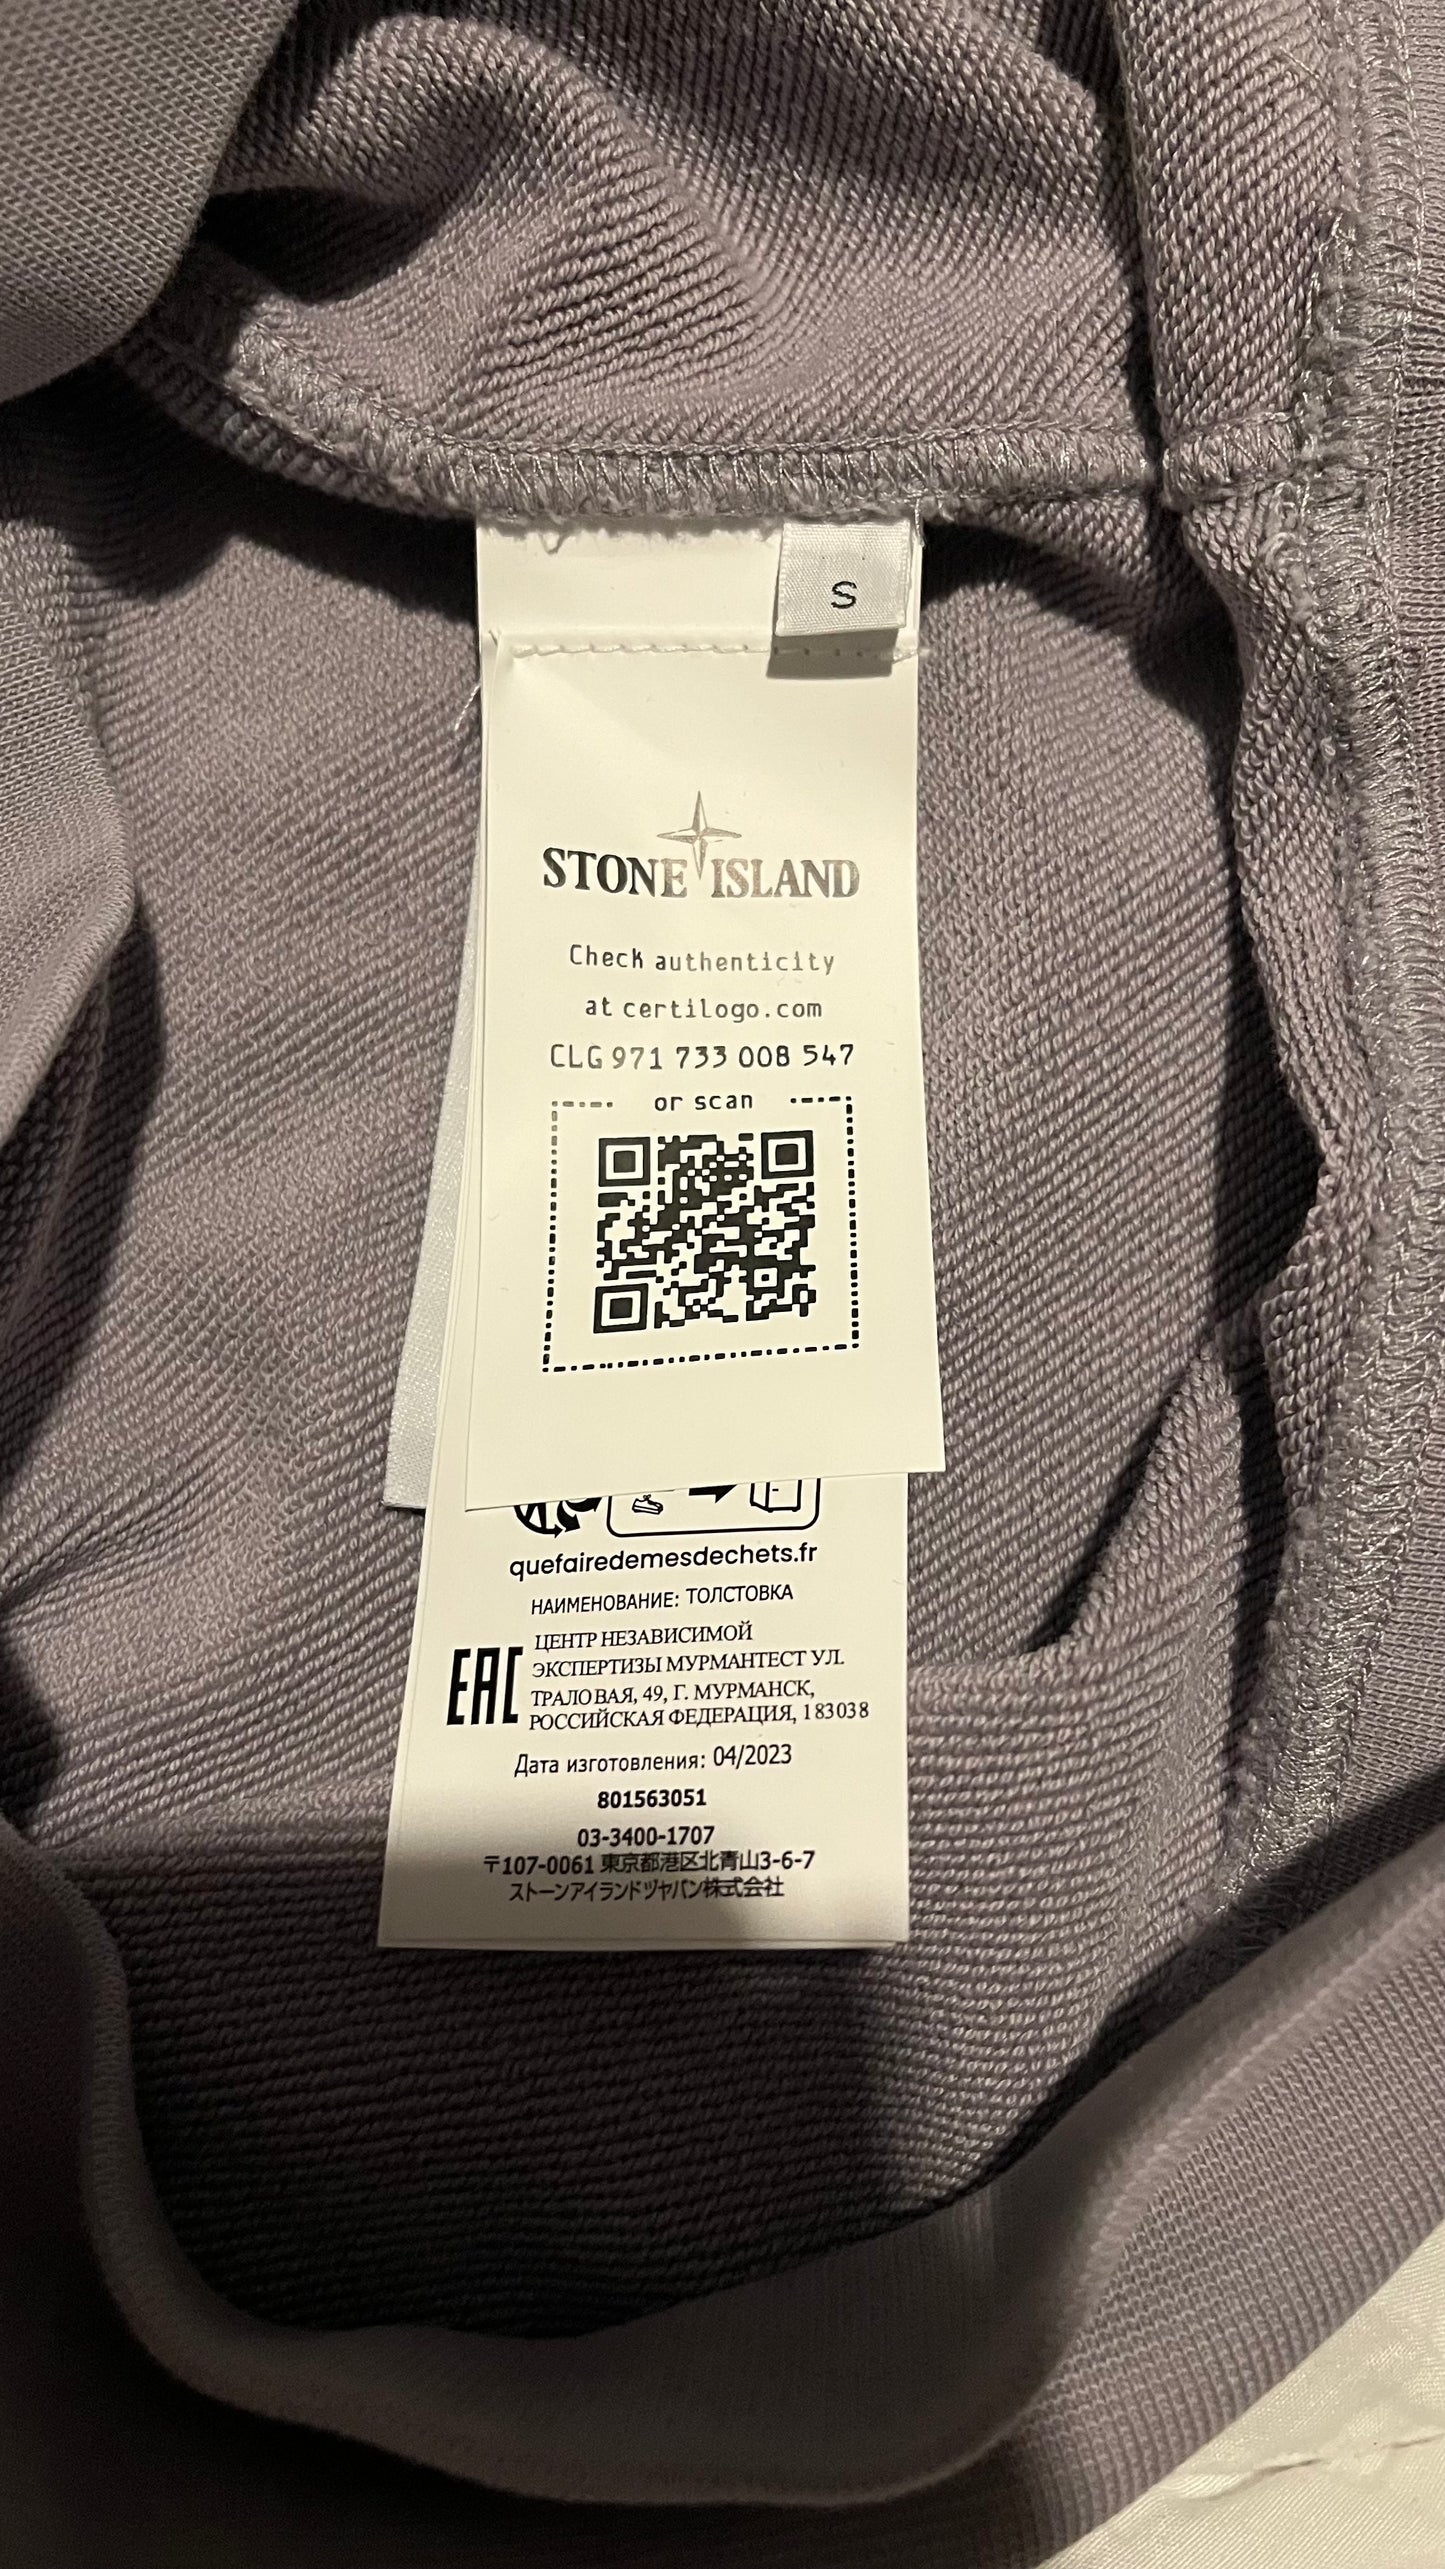 S
STONE ISLAND
Check authenticity
at certilogo.com
CLG 971 733 008 547
or scan
quefairedemesdechets.fr
НАИМЕНОВАНИЕ: ТОЛСТОВКА
ЦЕНТР НЕЗАВИСИМОЙ
ЭКСПЕРТИЗЫ МУРМАНТЕСТ УЛ.
ТРАЛОВАЯ, 49, Г. МУРМАНСК,
РОССИЙСКАЯ ФЕДЕРАЦИЯ, 183038
EAC
Дата изготовления: 04/2023
801563051
03-3400-1707
〒107-0061 東京都港区北青山3-6-7
ストーンアイランドジャパン株式会社